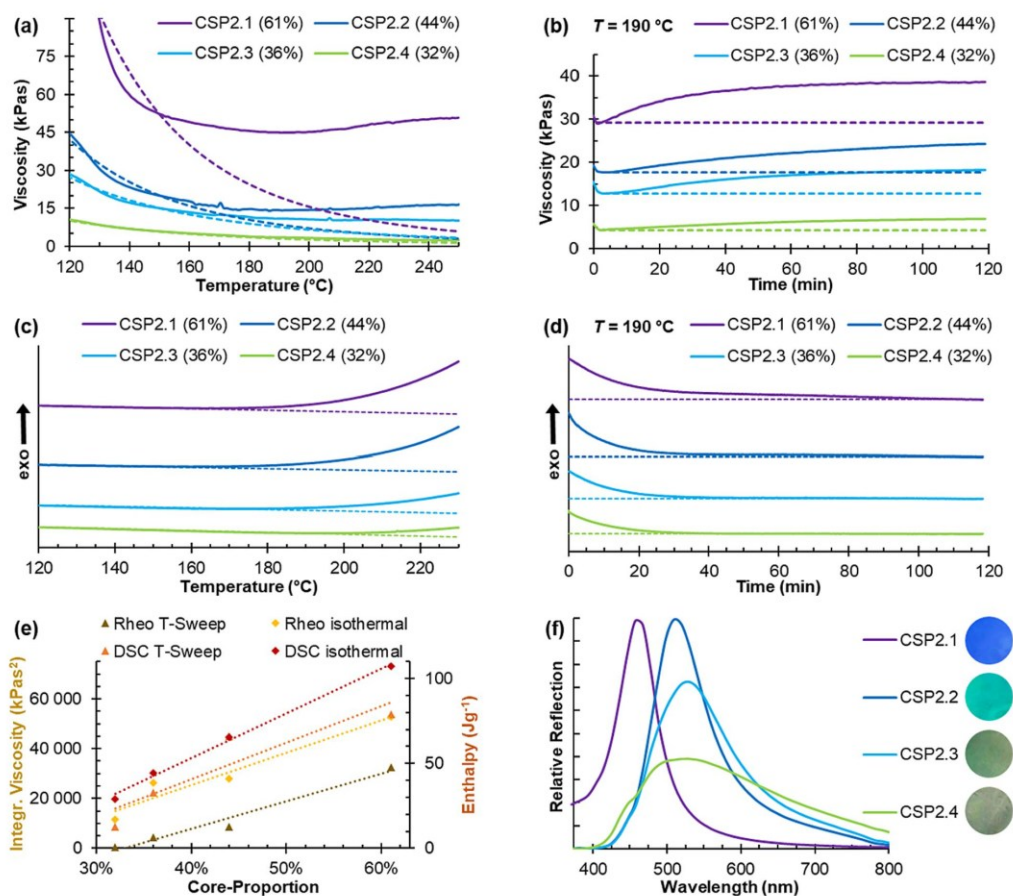 (a)
CSP2.1 (61%) CSP2.2 (44%)
CSP2.3 (36%) CSP2.4 (32%)
Viscosity (kPas)
75
60
45
30
15
0
120 140 160 180 200 220 240
Temperature (°C)
(b) T = 190 °C
CSP2.1 (61%) CSP2.2 (44%)
CSP2.3 (36%) CSP2.4 (32%)
Viscosity (kPas)
40
30
20
10
0
0 20 40 60 80 100 120
Time (min)
(c)
CSP2.1 (61%) CSP2.2 (44%)
CSP2.3 (36%) CSP2.4 (32%)
exo
120 140 160 180 200 220
Temperature (°C)
(d) T = 190 °C
CSP2.1 (61%) CSP2.2 (44%)
CSP2.3 (36%) CSP2.4 (32%)
exo
0 20 40 60 80 100 120
Time (min)
(e)
Rheo T-Sweep Rheo isothermal
DSC T-Sweep DSC isothermal
Integr. Viscosity (kPas²)
60 000
40 000
20 000
0
100
50
0
Enthalpy (Jg⁻¹)
30% 40% 50% 60%
Core-Proportion
(f)
Relative Reflection
CSP2.1
CSP2.2
CSP2.3
CSP2.4
400 500 600 700 800
Wavelength (nm)